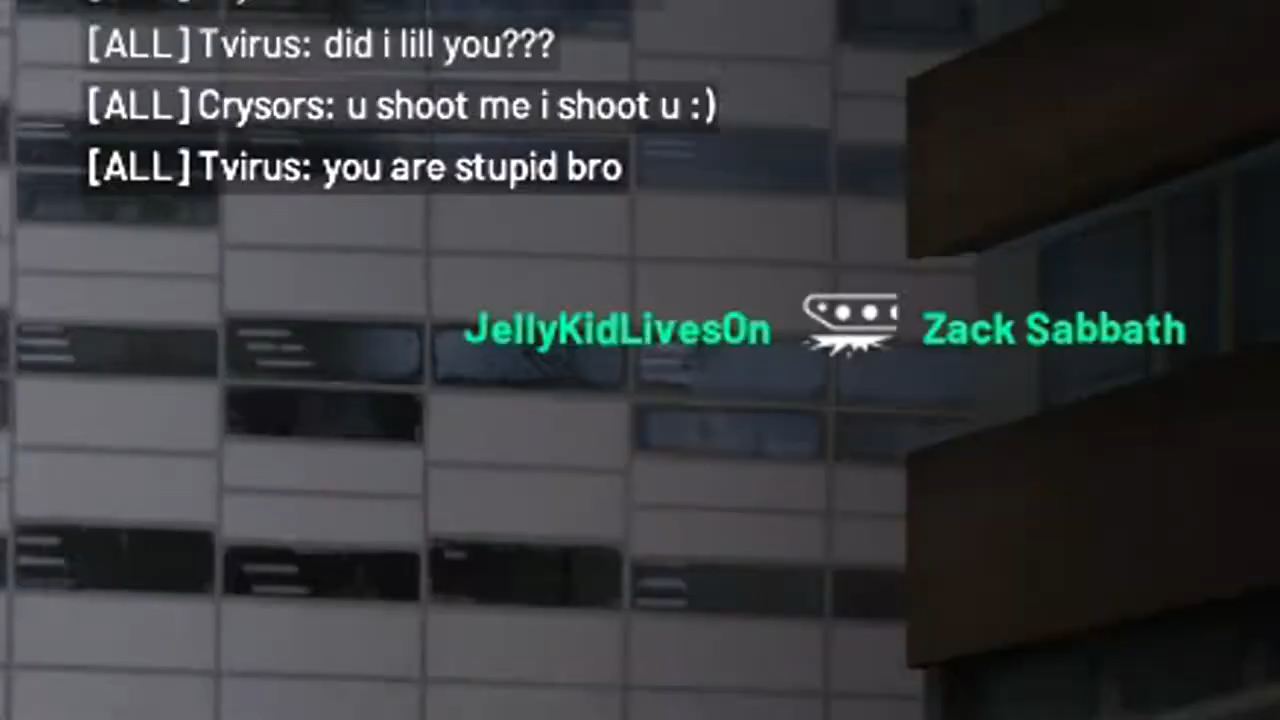 [ALL] Tvirus: did i lill you???
[ALL] Crysors: u shoot me i shoot u :)
[ALL] Tvirus: you are stupid bro
JellyKidLivesOn Zack Sabbath